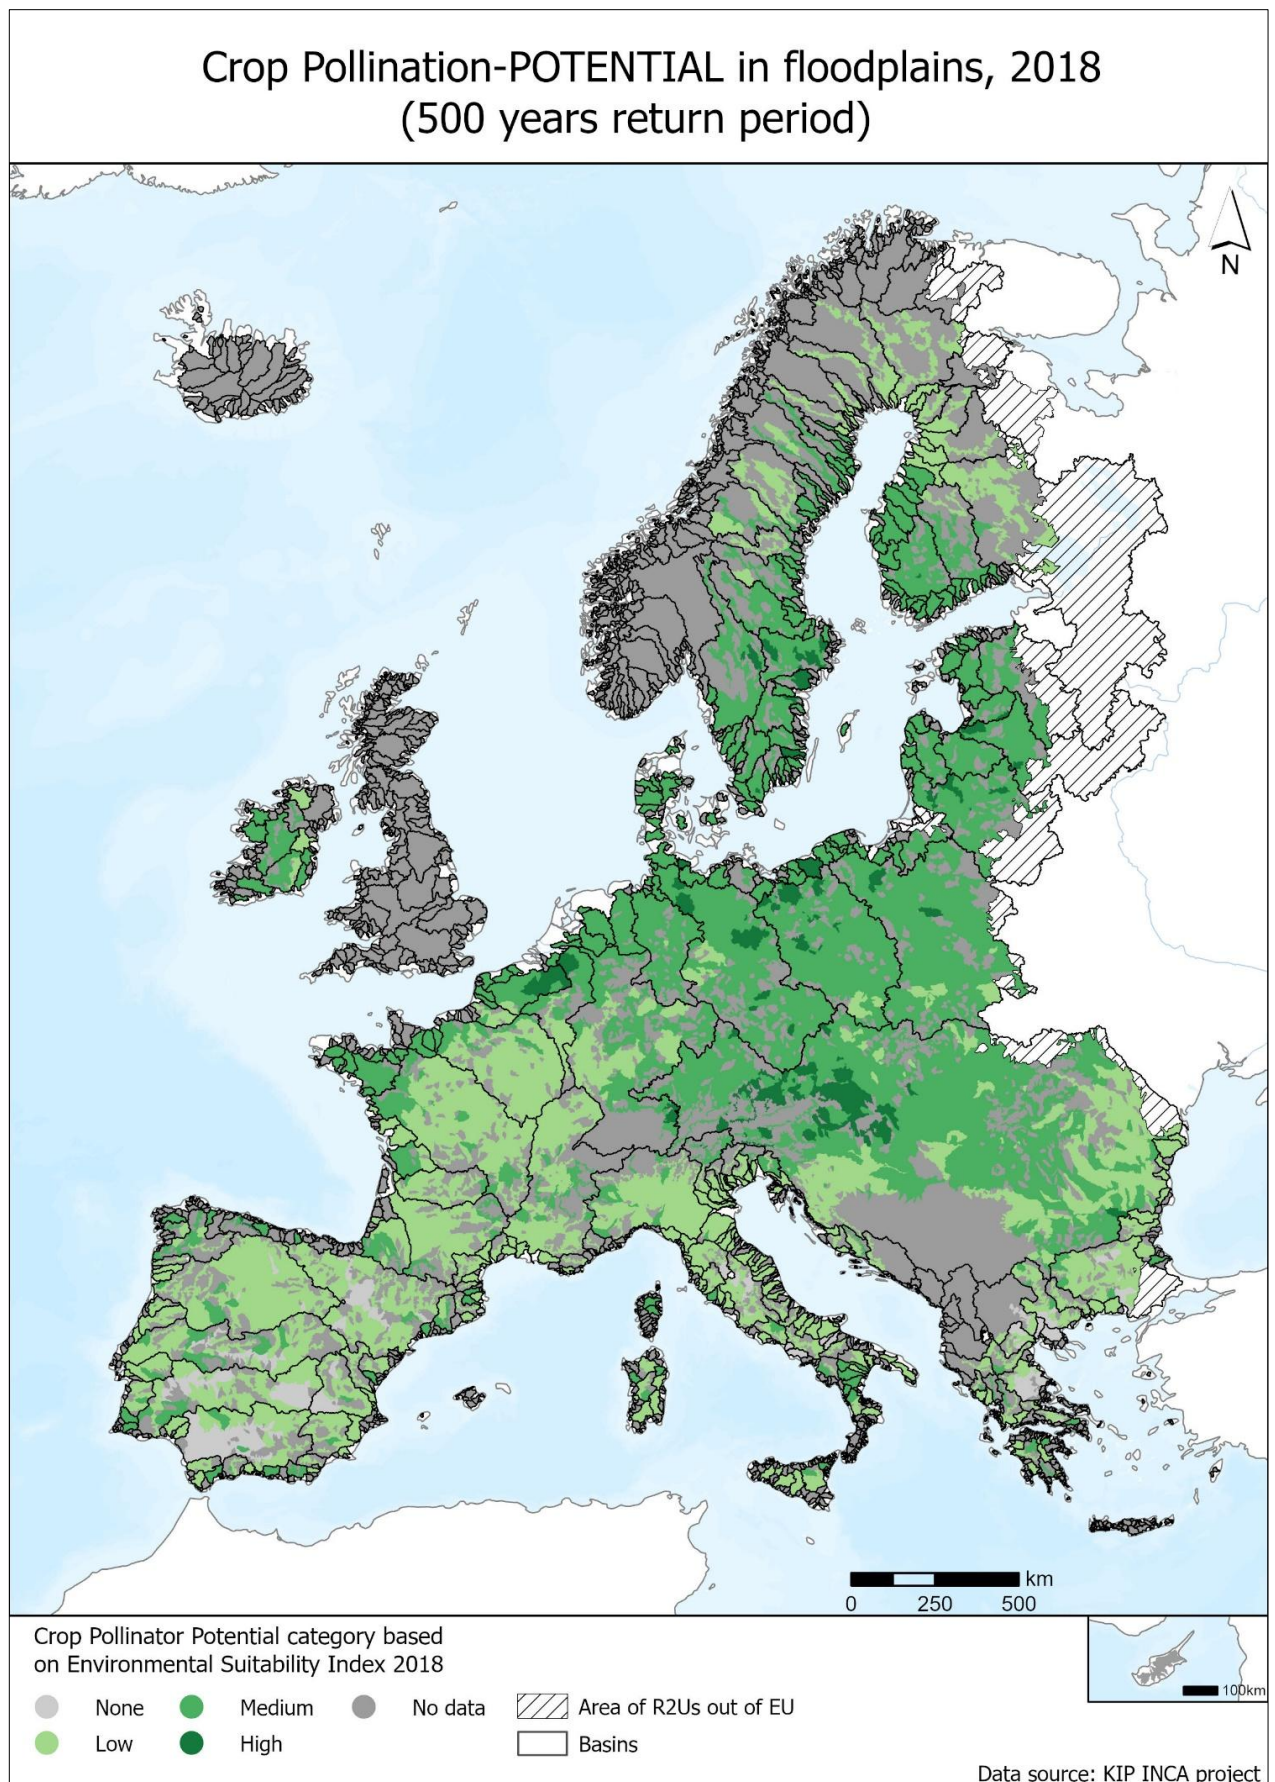 Crop Pollination-POTENTIAL in floodplains, 2018
(500 years return period)
N
km
0 250 500
Crop Pollinator Potential category based
on Environmental Suitability Index 2018
None Medium No data Area of R2Us out of EU
Low High Basins
100km
Data source: KIP INCA project